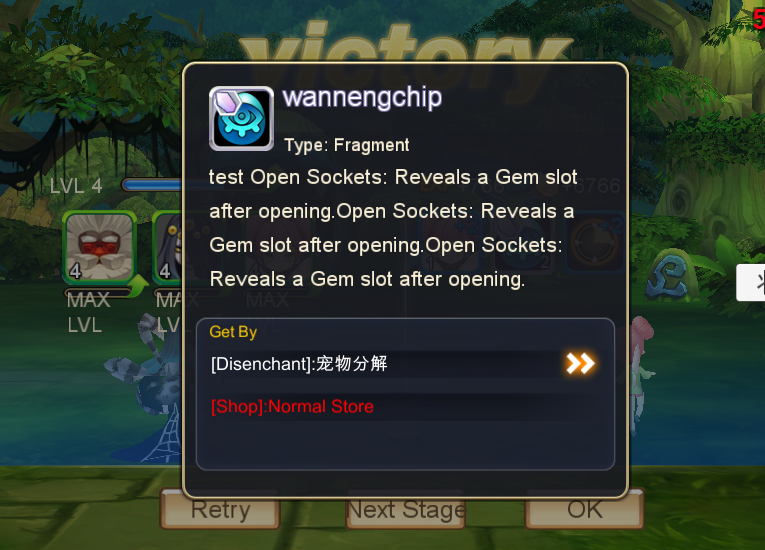 5
victory
wannengchip
Type: Fragment
test Open Sockets: Reveals a Gem slot
after opening.Open Sockets: Reveals a
Gem slot after opening.Open Sockets:
Reveals a Gem slot after opening.
LVL 4
4
4
MAX
LVL
MAX
LVL
MAX
Get By
[Disenchant]:宠物分解
[Shop]:Normal Store
Retry
Next Stage
OK